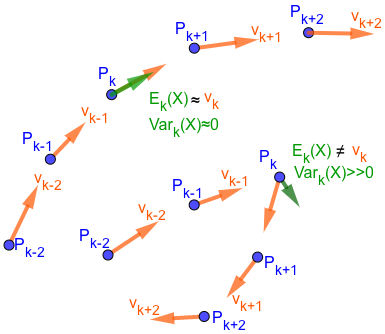 P_{k+2}
v_{k+2}
P_{k+1}
v_{k+1}
P_k
E_k(X) ≈ v_k
Var_k(X)≈0
v_{k-1}
P_{k-1}
v_{k-2}
P_{k-2}
P_k
E_k(X) ≠ v_k
Var_k(X)>>0
v_{k-1}
P_{k-1}
v_{k-2}
P_{k-2}
P_{k+1}
v_{k+1}
v_{k+2}
P_{k+2}